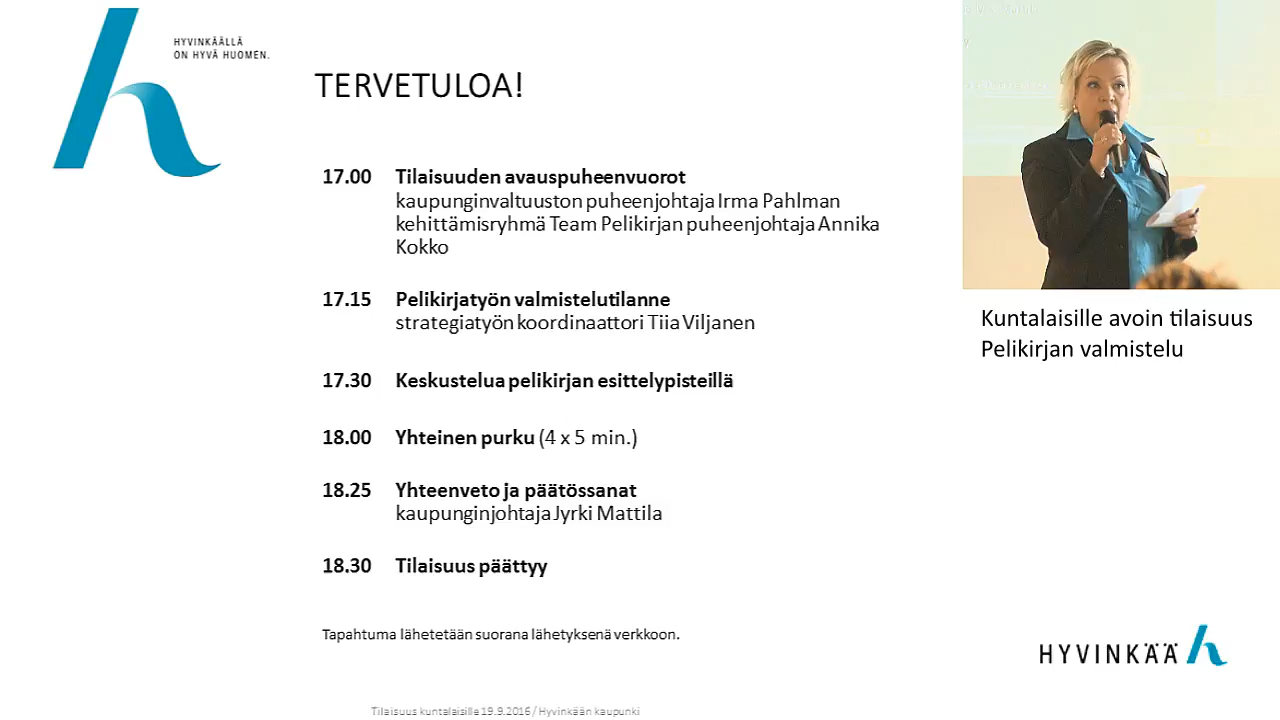 HYVINKÄÄLLÄ
ON HYVÄ HUOMEN.
TERVETULOA!
17.00 Tilaisuuden avauspuheenvuorot
kaupunginvaltuuston puheenjohtaja Irma Pahlman
kehittämisryhmä Team Pelikirjan puheenjohtaja Annika
Kokko
17.15 Pelikirjatyön valmistelutilanne
strategiatyön koordinaattori Tiia Viljanen
17.30 Keskustelua pelikirjan esittelypisteillä
18.00 Yhteinen purku (4 x 5 min.)
18.25 Yhteenveto ja päätössanat
kaupunginjohtaja Jyrki Mattila
18.30 Tilaisuus päättyy
Tapahtuma lähetetään suorana lähetyksenä verkkoon.
Tilaisuus kuntalaisille 19.9.2016 / Hyvinkään kaupunki
Kuntalaisille avoin tilaisuus
Pelikirjan valmistelu
HYVINKÄÄ